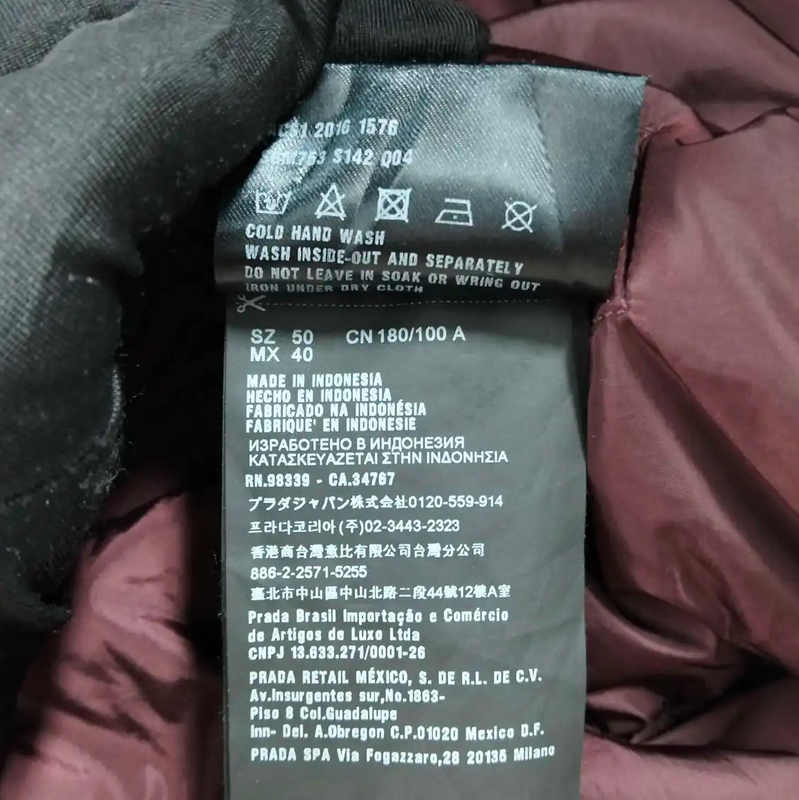 2016 1576
S142 Q04
COLD HAND WASH
WASH INSIDE-OUT AND SEPARATELY
DO NOT LEAVE IN SOAK OR WRING OUT
IRON UNDER DRY CLOTH
SZ 50 CN 180/100 A
MX 40
MADE IN INDONESIA
HECHO EN INDONESIA
FABRICADO NA INDONÉSIA
FABRIQUE' EN INDONESIE
ИЗРАБОТЕНО В ИНДОНЕЗИЯ
ΚΑΤΑΣΚΕΥΑΖΕΤΑΙ ΣΤΗΝ ΙΝΔΟΝΗΣΙΑ
RN.98339 - CA.34767
プラダジャパン株式会社0120-559-914
프라다코리아(주)02-3443-2323
香港商台灣意比有限公司台灣分公司
886-2-2571-5255
臺北市中山區中山北路二段44號12樓A室
Prada Brasil Importação e Comércio
de Artigos de Luxo Ltda
CNPJ 13.633.271/0001-26
PRADA RETAIL MÉXICO, S. DE R.L. DE C.V.
Av.Insurgentes sur,No.1863-
Piso 8 Col.Guadalupe
Inn- Del. A.Obregon C.P.01020 Mexico D.F.
PRADA SPA Via Fogazzaro,28 20135 Milano